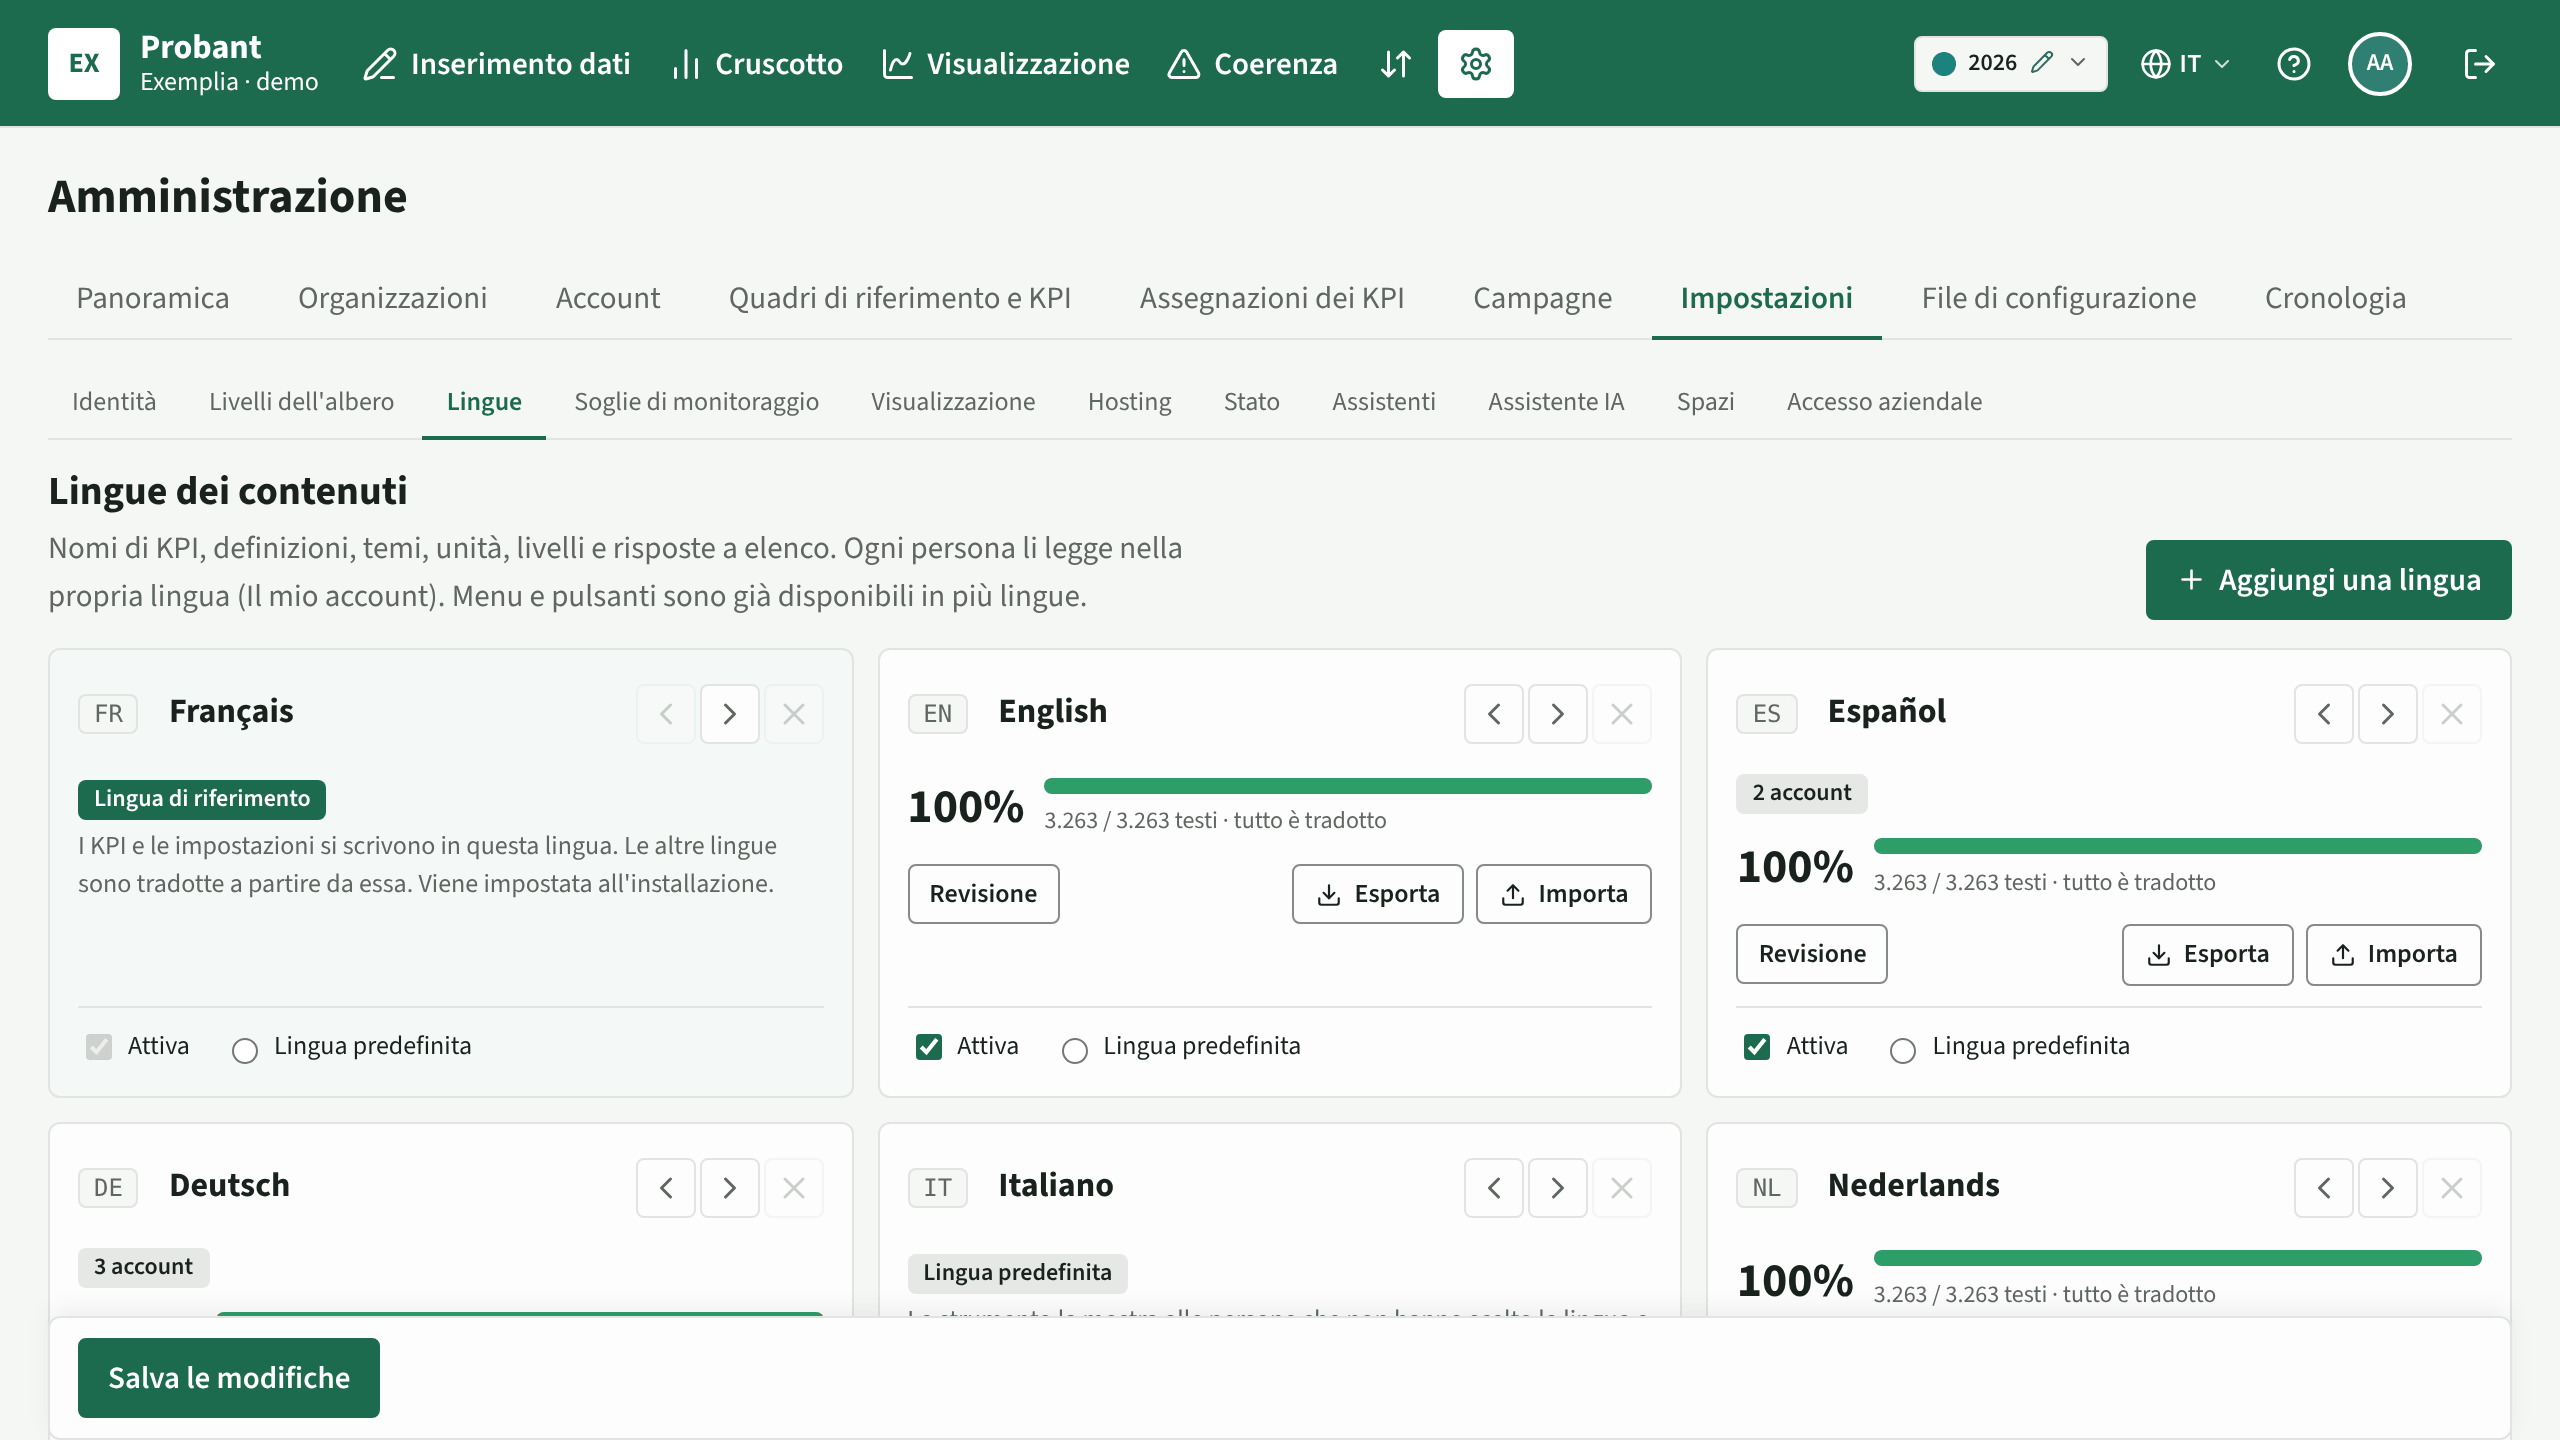 EX
Probant
Exemplia · demo
Inserimento dati
Cruscotto
Visualizzazione
Coerenza
2026
IT
AA
Amministrazione
Panoramica
Organizzazioni
Account
Quadri di riferimento e KPI
Assegnazioni dei KPI
Campagne
Impostazioni
File di configurazione
Cronologia
Identità
Livelli dell'albero
Lingue
Soglie di monitoraggio
Visualizzazione
Hosting
Stato
Assistenti
Assistente IA
Spazi
Accesso aziendale
Lingue dei contenuti
Nomi di KPI, definizioni, temi, unità, livelli e risposte a elenco. Ogni persona li legge nella
propria lingua (Il mio account). Menu e pulsanti sono già disponibili in più lingue.
Aggiungi una lingua
FR
Français
Lingua di riferimento
I KPI e le impostazioni si scrivono in questa lingua. Le altre lingue
sono tradotte a partire da essa. Viene impostata all'installazione.
Attiva
Lingua predefinita
EN
English
100%
3.263 / 3.263 testi · tutto è tradotto
Revisione
Esporta
Importa
Attiva
Lingua predefinita
ES
Español
2 account
100%
3.263 / 3.263 testi · tutto è tradotto
Revisione
Esporta
Importa
Attiva
Lingua predefinita
DE
Deutsch
3 account
IT
Italiano
Lingua predefinita
NL
Nederlands
100%
3.263 / 3.263 testi · tutto è tradotto
Salva le modifiche